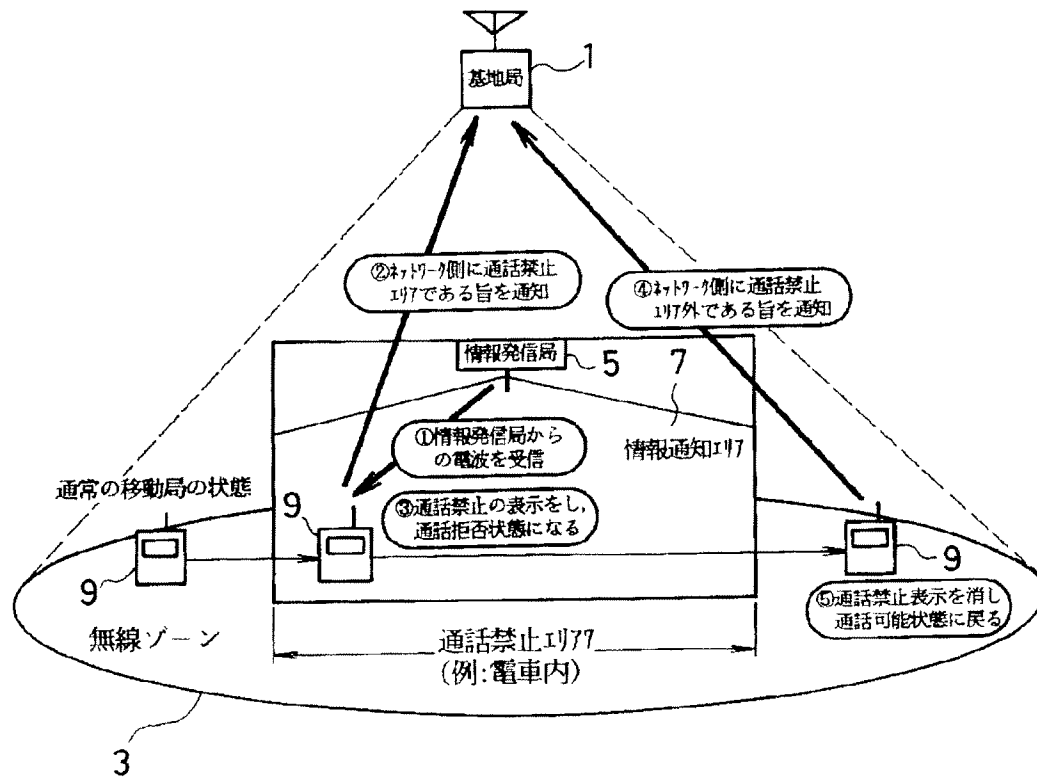 1
基地局
②ネットワーク側に通話禁止
エリアである旨を通知
④ネットワーク側に通話禁止
エリア外である旨を通知
情報発信局
5
7
①情報発信局から
の電波を受信
情報通知エリア
通常の移動局の状態
9
③通話禁止の表示をし,
通話拒否状態になる
9
9
⑤通話禁止表示を消し
通話可能状態に戻る
無線ゾーン
通話禁止エリア7
(例:電車内)
3